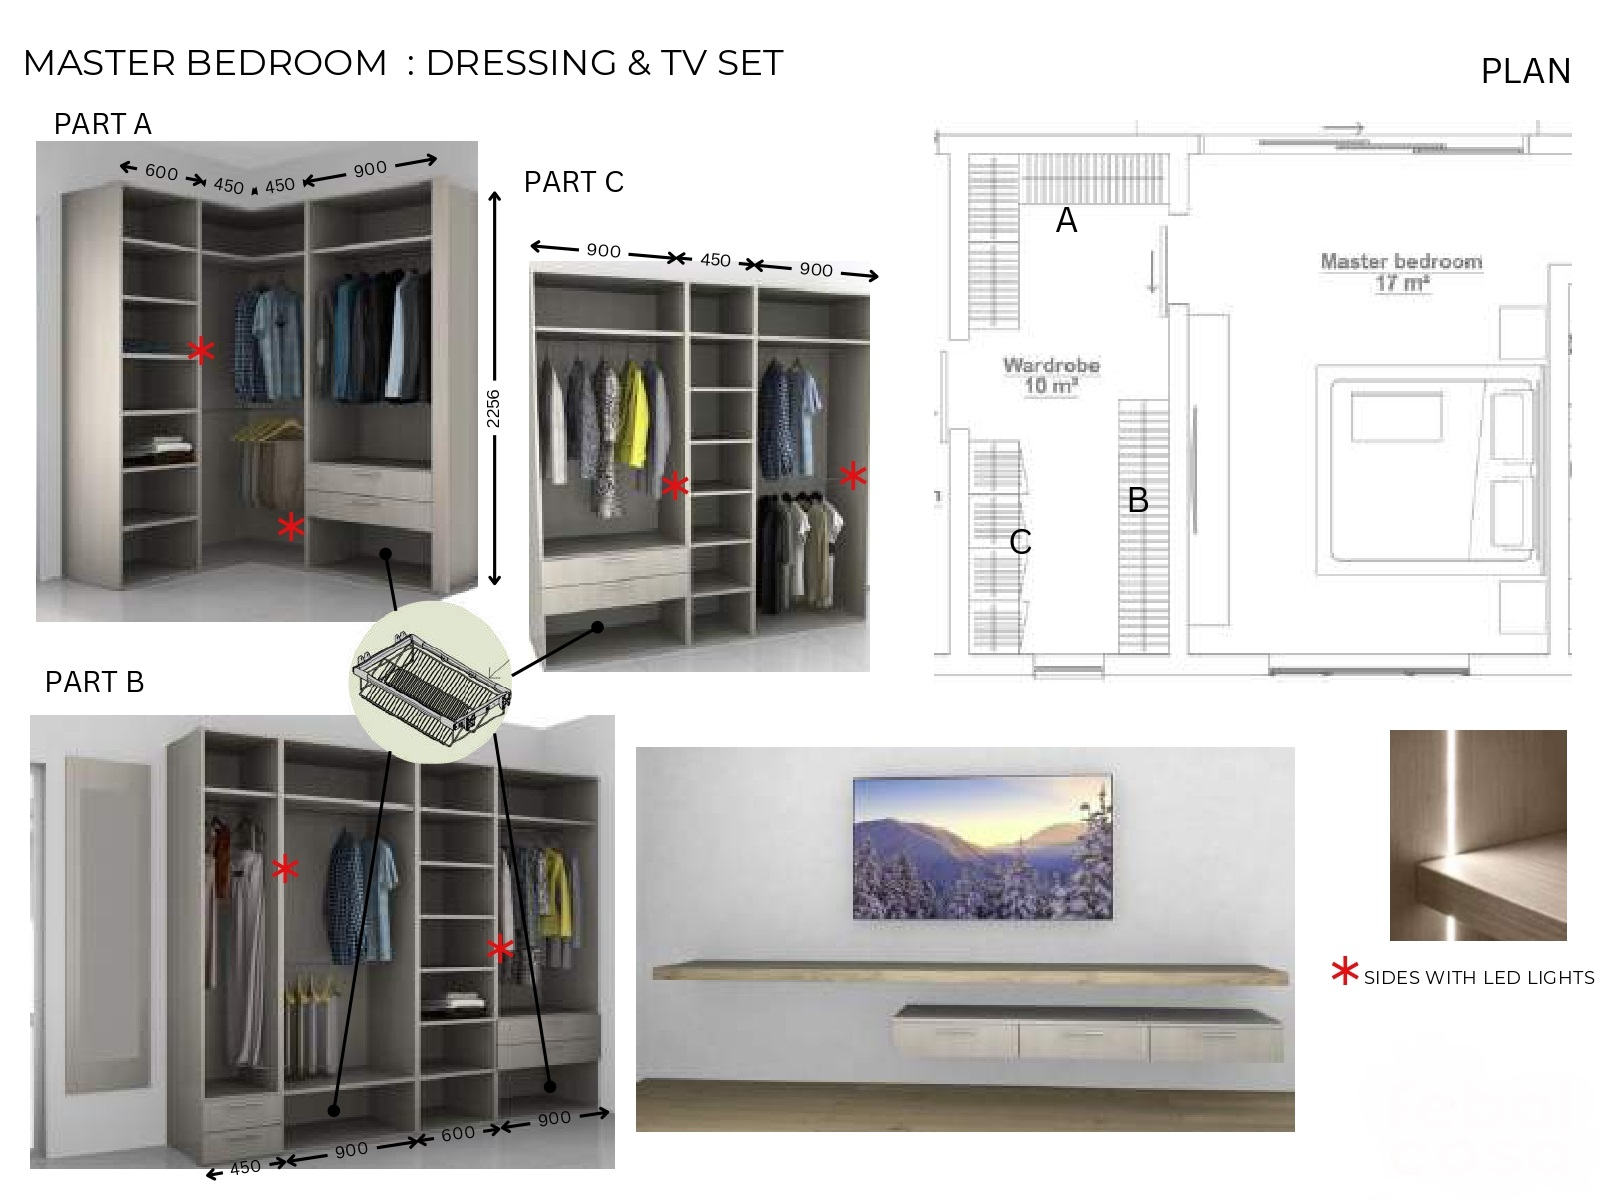 MASTER BEDROOM : DRESSING & TV SET
PLAN
PART A
600
450
450
900
2256
PART C
900
450
900
A
Master bedroom
17 m²
Wardrobe
10 m²
B
C
PART B
450
900
600
900
* SIDES WITH LED LIGHTS